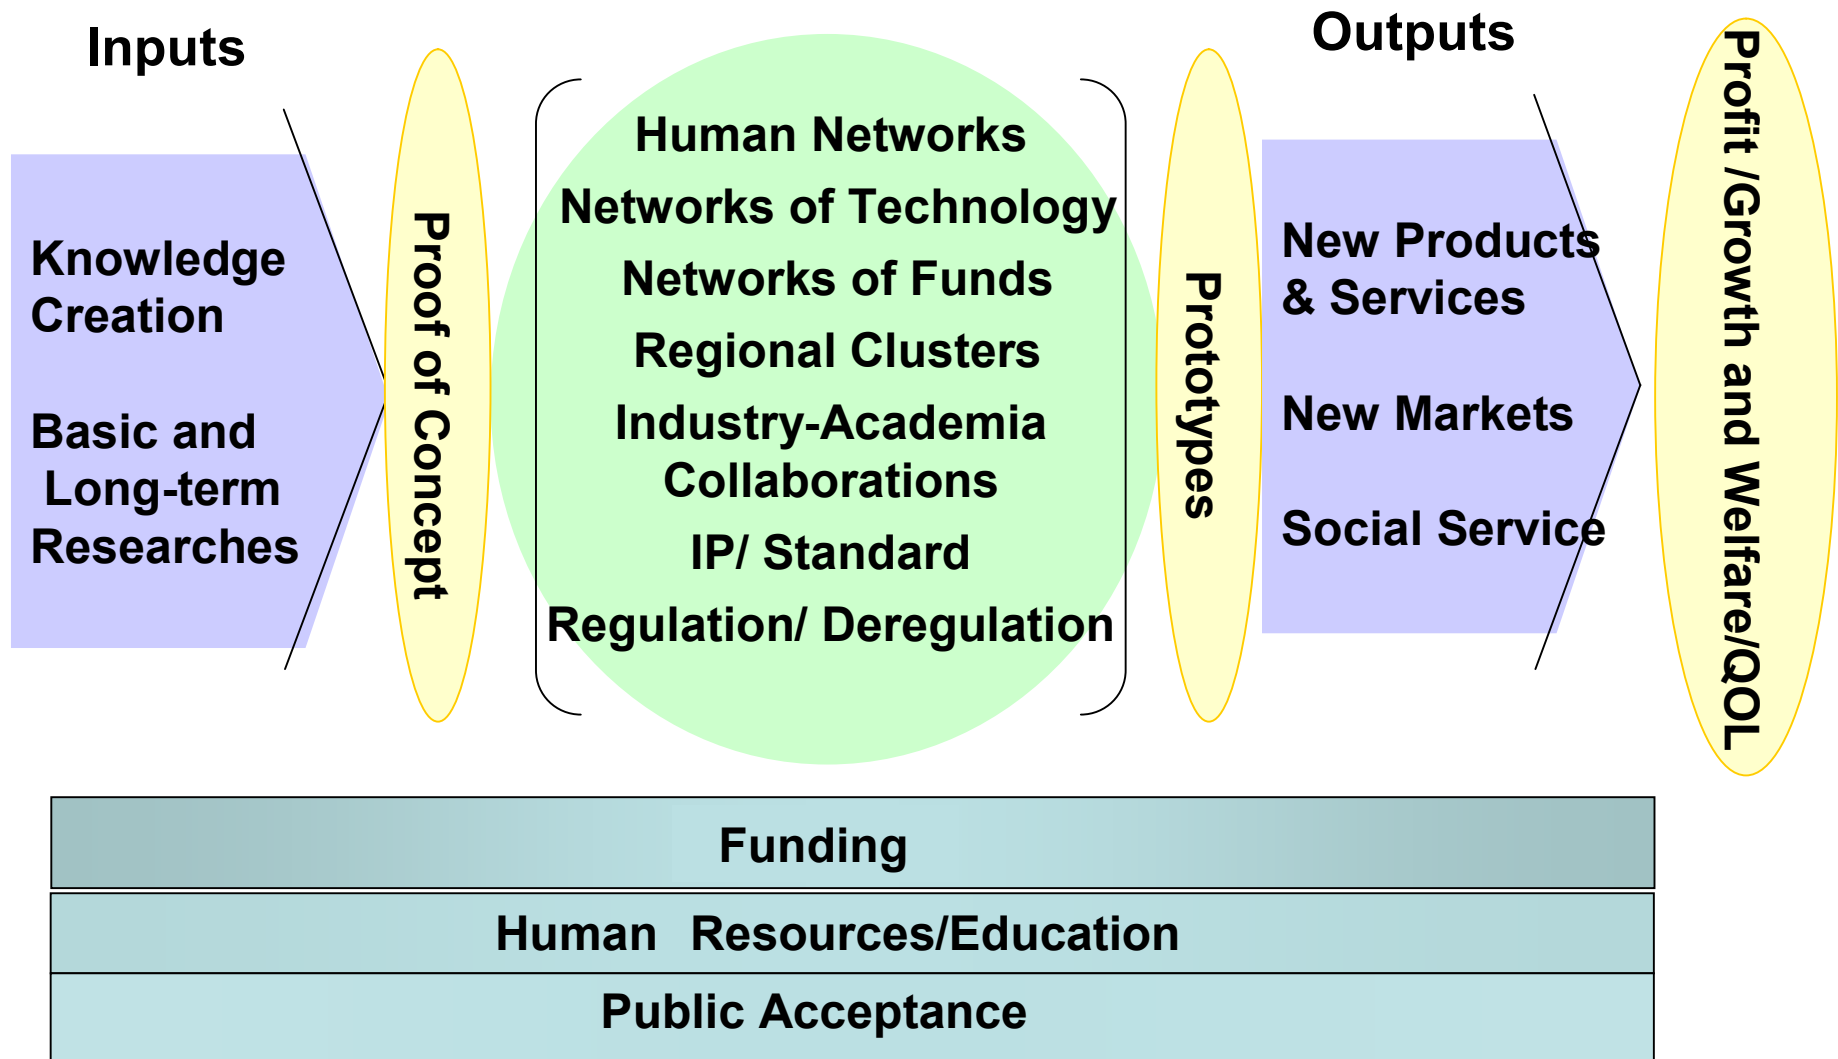 Inputs
Knowledge
Creation
Basic and
Long-term
Researches
Proof of Concept
Human Networks
Networks of Technology
Networks of Funds
Regional Clusters
Industry-Academia
Collaborations
IP/ Standard
Regulation/ Deregulation
Prototypes
Outputs
New Products
& Services
New Markets
Social Service
Profit /Growth and Welfare/QOL
Funding
Human Resources/Education
Public Acceptance